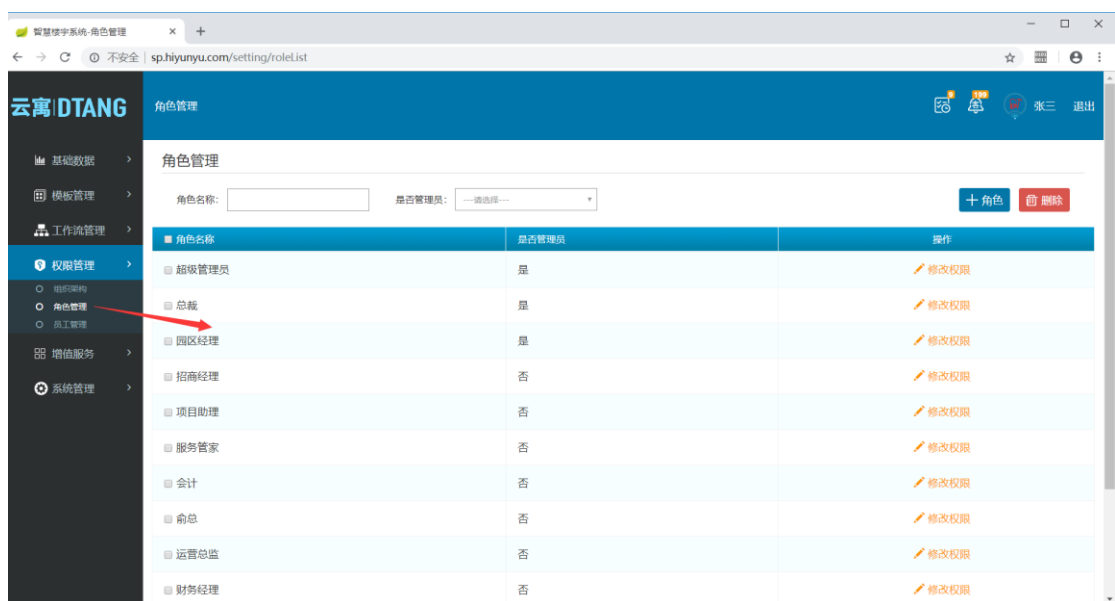 智慧楼宇系统-角色管理
不安全 | sp.hiyunyu.com/setting/roleList
云寓|DTANG
角色管理
张三 退出
基础数据
模板管理
工作流管理
权限管理
组织架构
角色管理
员工管理
增值服务
系统管理
角色管理
角色名称:
是否管理员: ---请选择---
角色 删除
角色名称 是否管理员 操作
超级管理员 是 修改权限
总裁 是 修改权限
园区经理 是 修改权限
招商经理 否 修改权限
项目助理 否 修改权限
服务管家 否 修改权限
会计 否 修改权限
俞总 否 修改权限
运营总监 否 修改权限
财务经理 否 修改权限